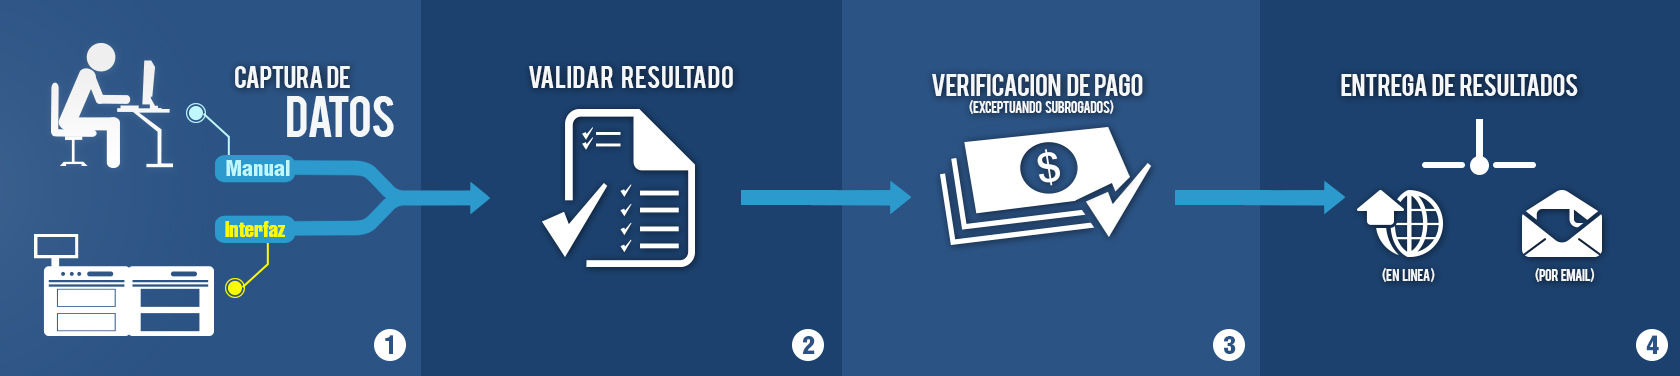 CAPTURA DE
DATOS
Manual
Interfaz
1
VALIDAR RESULTADO
2
VERIFICACION DE PAGO
(EXCEPTUANDO SUBROGADOS)
$
3
ENTREGA DE RESULTADOS
(EN LINEA)
(POR EMAIL)
4